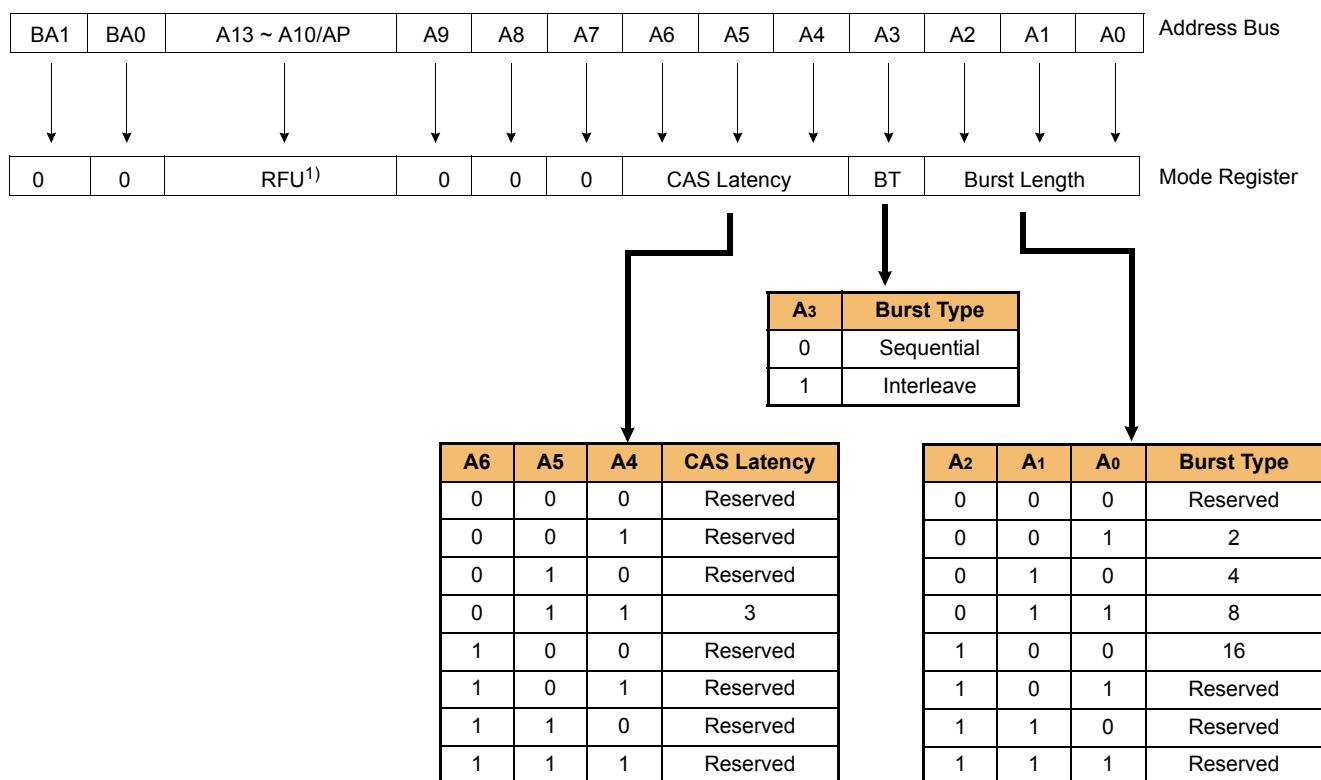 BA1 BA0 A13 ~ A10/AP A9 A8 A7 A6 A5 A4 A3 A2 A1 A0 Address Bus
0 0 RFU1) 0 0 0 CAS Latency BT Burst Length Mode Register
A3 Burst Type
0 Sequential
1 Interleave
A6 A5 A4 CAS Latency
0 0 0 Reserved
0 0 1 Reserved
0 1 0 Reserved
0 1 1 3
1 0 0 Reserved
1 0 1 Reserved
1 1 0 Reserved
1 1 1 Reserved
A2 A1 A0 Burst Type
0 0 0 Reserved
0 0 1 2
0 1 0 4
0 1 1 8
1 0 0 16
1 0 1 Reserved
1 1 0 Reserved
1 1 1 Reserved